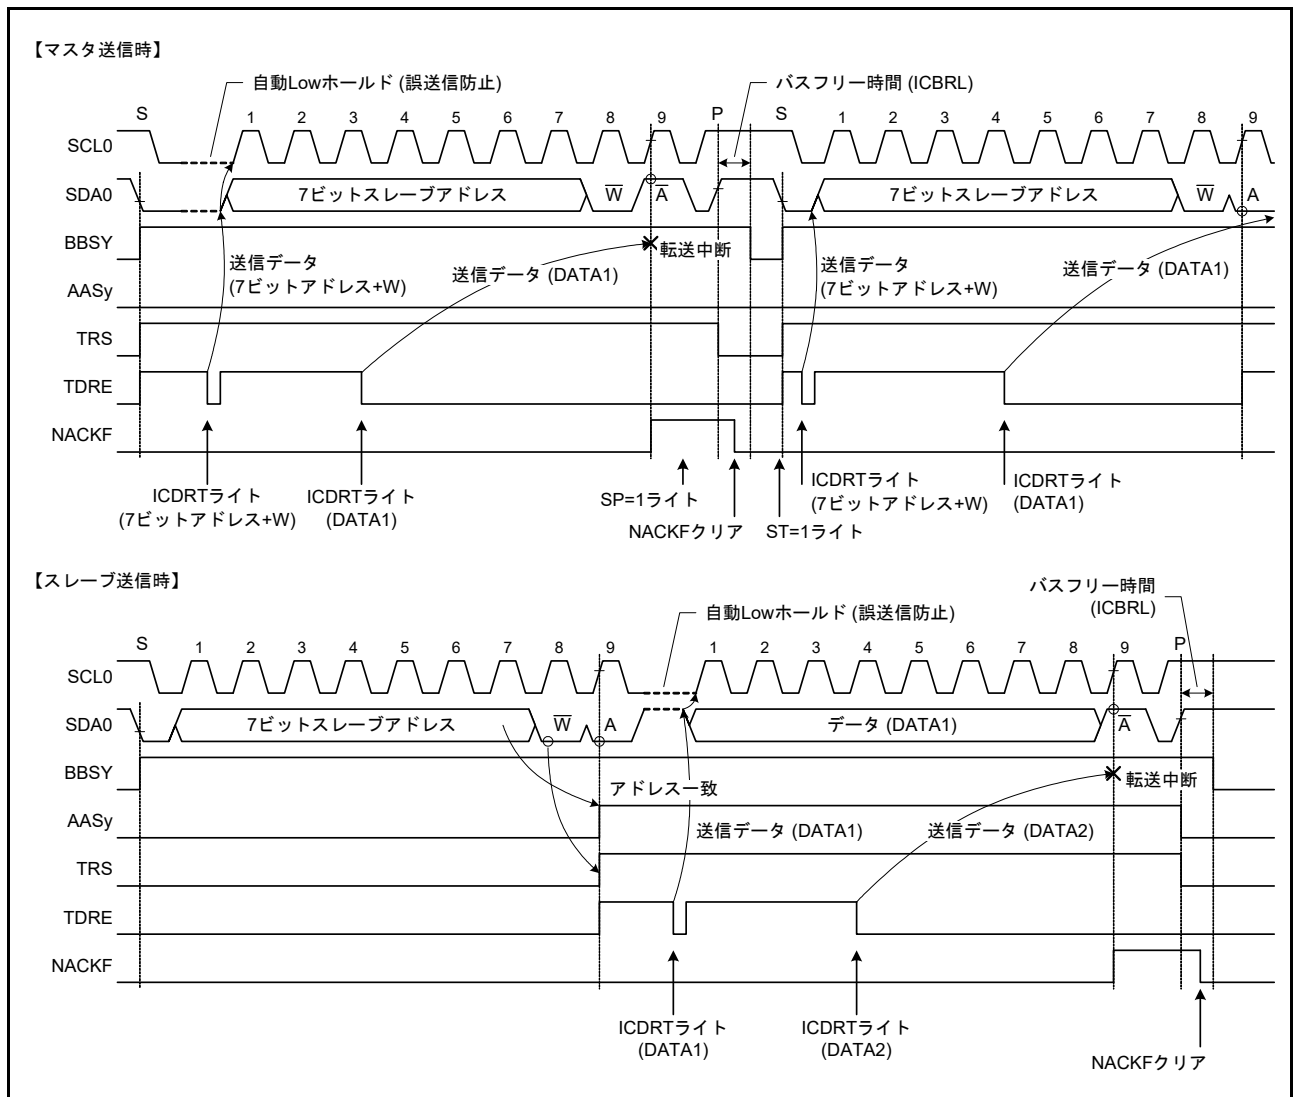 【マスタ送信時】
自動Lowホールド (誤送信防止)
バスフリー時間 (ICBRL)
S 1 2 3 4 5 6 7 8 9 P S 1 2 3 4 5 6 7 8 9
SCL0
SDA0 7ビットスレーブアドレス W A 7ビットスレーブアドレス W A
BBSY 転送中断
送信データ
(7ビットアドレス+W)
送信データ (DATA1)
送信データ
(7ビットアドレス+W)
送信データ (DATA1)
AASy
TRS
TDRE
NACKF
ICDRTライト
(7ビットアドレス+W)
ICDRTライト
(DATA1)
SP=1ライト
NACKFクリア
ST=1ライト
ICDRTライト
(7ビットアドレス+W)
ICDRTライト
(DATA1)
【スレーブ送信時】
自動Lowホールド (誤送信防止)
バスフリー時間
(ICBRL)
S 1 2 3 4 5 6 7 8 9 1 2 3 4 5 6 7 8 9 P
SCL0
SDA0 7ビットスレーブアドレス W A データ (DATA1) A
BBSY アドレス一致 転送中断
AASy 送信データ (DATA1) 送信データ (DATA2)
TRS
TDRE
NACKF
ICDRTライト
(DATA1)
ICDRTライト
(DATA2)
NACKFクリア